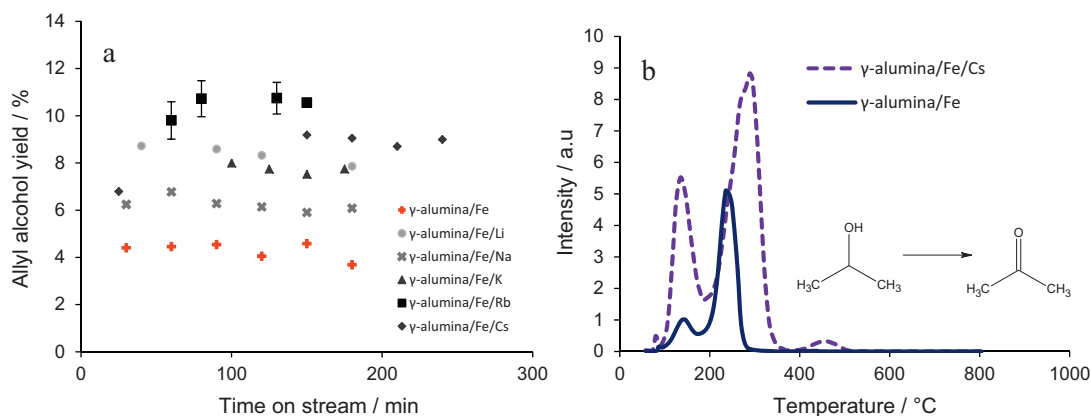 a
14
12
10
8
6
4
2
0
0
100
200
300
Allyl alcohol yield / %
Time on stream / min
γ-alumina/Fe
γ-alumina/Fe/Li
γ-alumina/Fe/Na
γ-alumina/Fe/K
γ-alumina/Fe/Rb
γ-alumina/Fe/Cs
b
10
9
8
7
6
5
4
3
2
1
0
0
200
400
600
800
1000
Intensity / a.u
Temperature / °C
γ-alumina/Fe/Cs
γ-alumina/Fe
OH
H₃C
CH₃
O
H₃C
CH₃